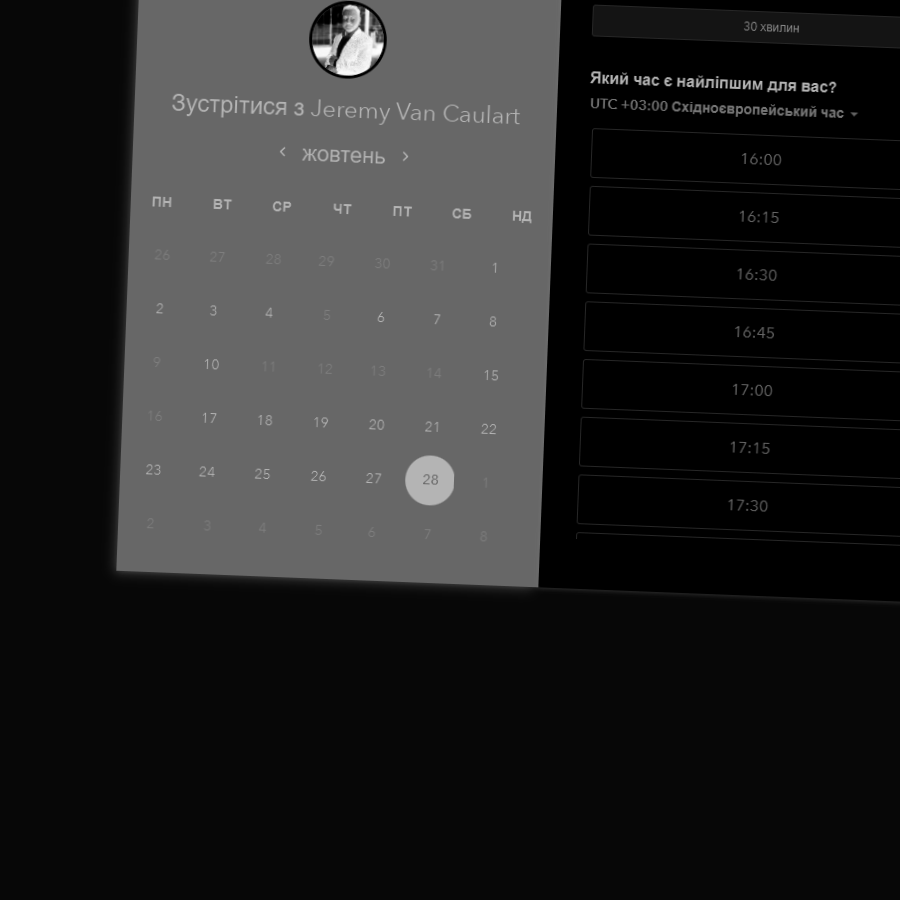 Зустрітися з Jeremy Van Caulart
жовтень
ПН ВТ СР ЧТ ПТ СБ НД
26 27 28 29 30 31 1
2 3 4 5 6 7 8
9 10 11 12 13 14 15
16 17 18 19 20 21 22
23 24 25 26 27 28 1
2 3 4 5 6 7 8
30 хвилин
Який час є найліпшим для вас?
UTC +03:00 Східноєвропейський час
16:00
16:15
16:30
16:45
17:00
17:15
17:30